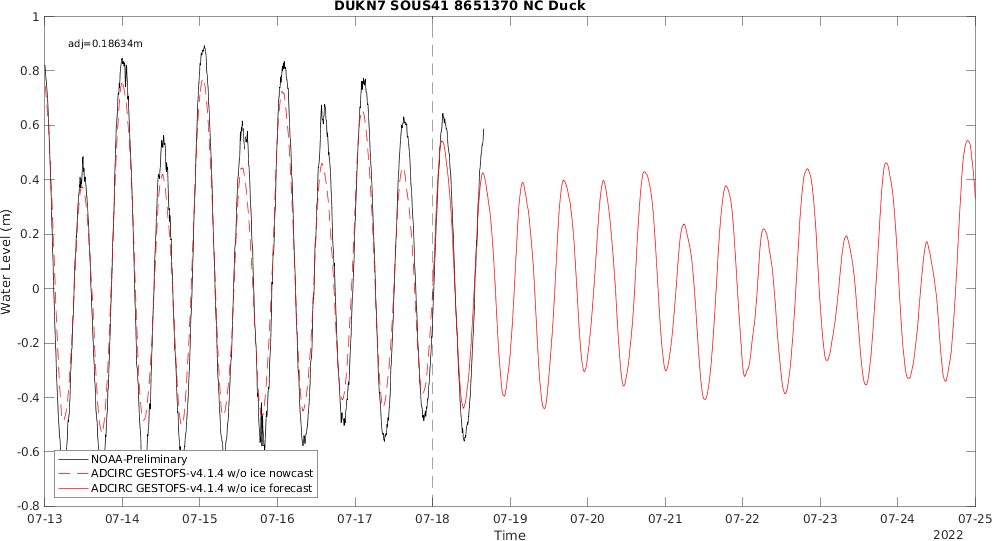 DUKN7 SOUS41 8651370 NC Duck
adj=0.18634m
1
0.8
0.6
0.4
0.2
0
-0.2
-0.4
-0.6
-0.8
Water Level (m)
NOAA-Preliminary
ADCIRC GESTOFS-v4.1.4 w/o ice nowcast
ADCIRC GESTOFS-v4.1.4 w/o ice forecast
07-13 07-14 07-15 07-16 07-17 07-18 07-19 07-20 07-21 07-22 07-23 07-24 07-25
Time
2022